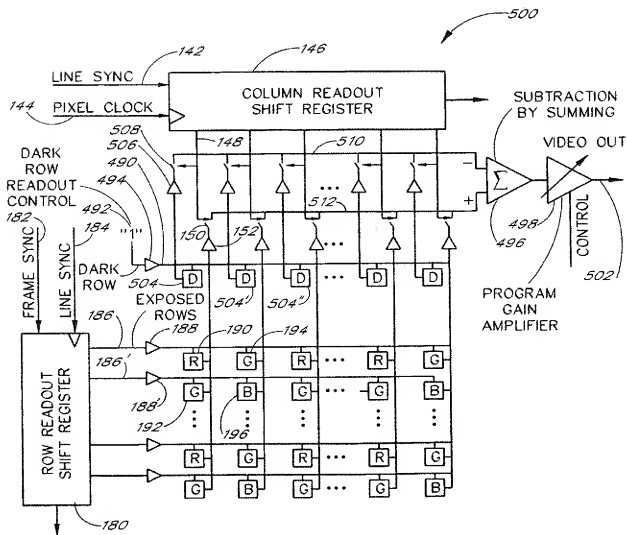 500
142
146
LINE SYNC
COLUMN READOUT
SHIFT REGISTER
144
PIXEL CLOCK
SUBTRACTION
BY SUMMING
508
506
490
148
510
DARK
ROW
READOUT
CONTROL
494
182
492
184
"1"
...
−
+
Σ
VIDEO OUT
496
498
CONTROL
502
512
150
152
...
FRAME SYNC
LINE SYNC
DARK
ROW
504
504'
504"
D D D ... D D
PROGRAM
GAIN
AMPLIFIER
186
EXPOSED
ROWS
188
190
194
R G R ... R G
186'
188'
192
196
G B G ... G B
ROW READOUT
SHIFT REGISTER
R G R ... R G
G B G ... G B
180